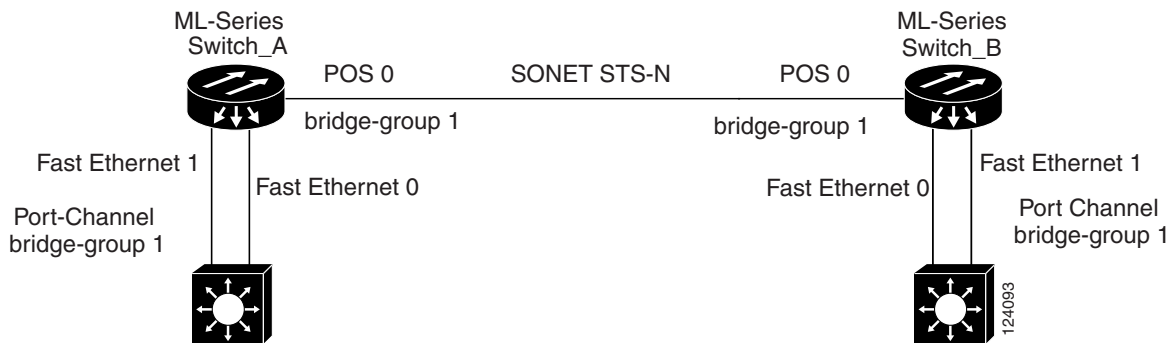 ML-Series
Switch_A
ML-Series
Switch_B
POS 0
SONET STS-N
POS 0
bridge-group 1
bridge-group 1
Fast Ethernet 1
Fast Ethernet 0
Fast Ethernet 0
Fast Ethernet 1
Port-Channel
bridge-group 1
Port Channel
bridge-group 1
124093